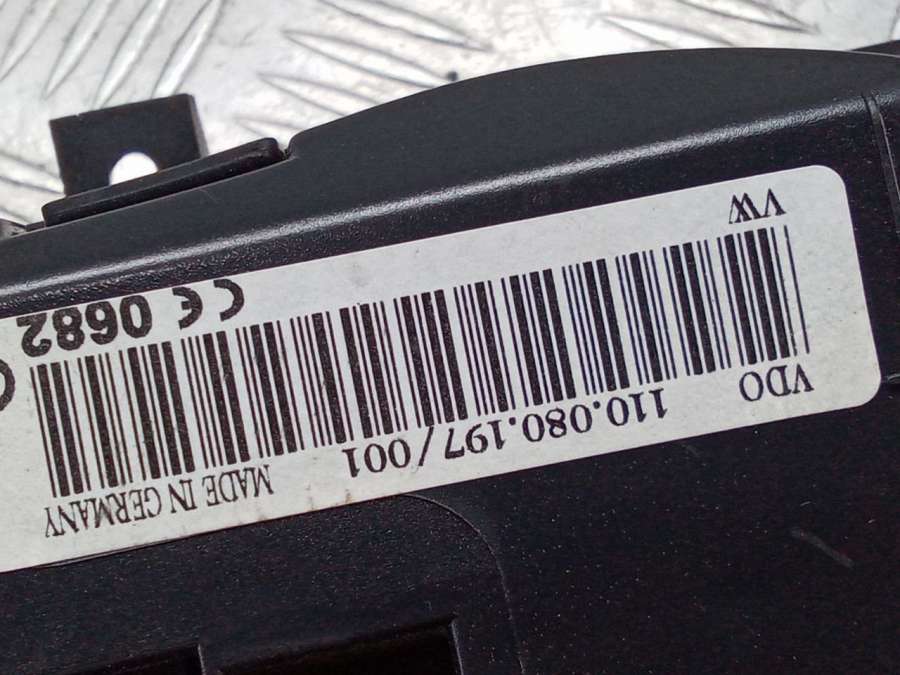 VDO 110.080.197/001 MADE IN GERMANY
VW CE 0682